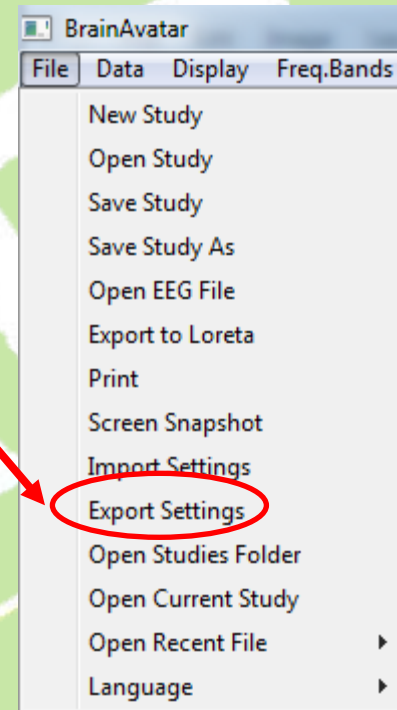 BrainAvatar
File Data Display Freq.Bands
New Study
Open Study
Save Study
Save Study As
Open EEG File
Export to Loreta
Print
Screen Snapshot
Import Settings
Export Settings
Open Studies Folder
Open Current Study
Open Recent File
Language